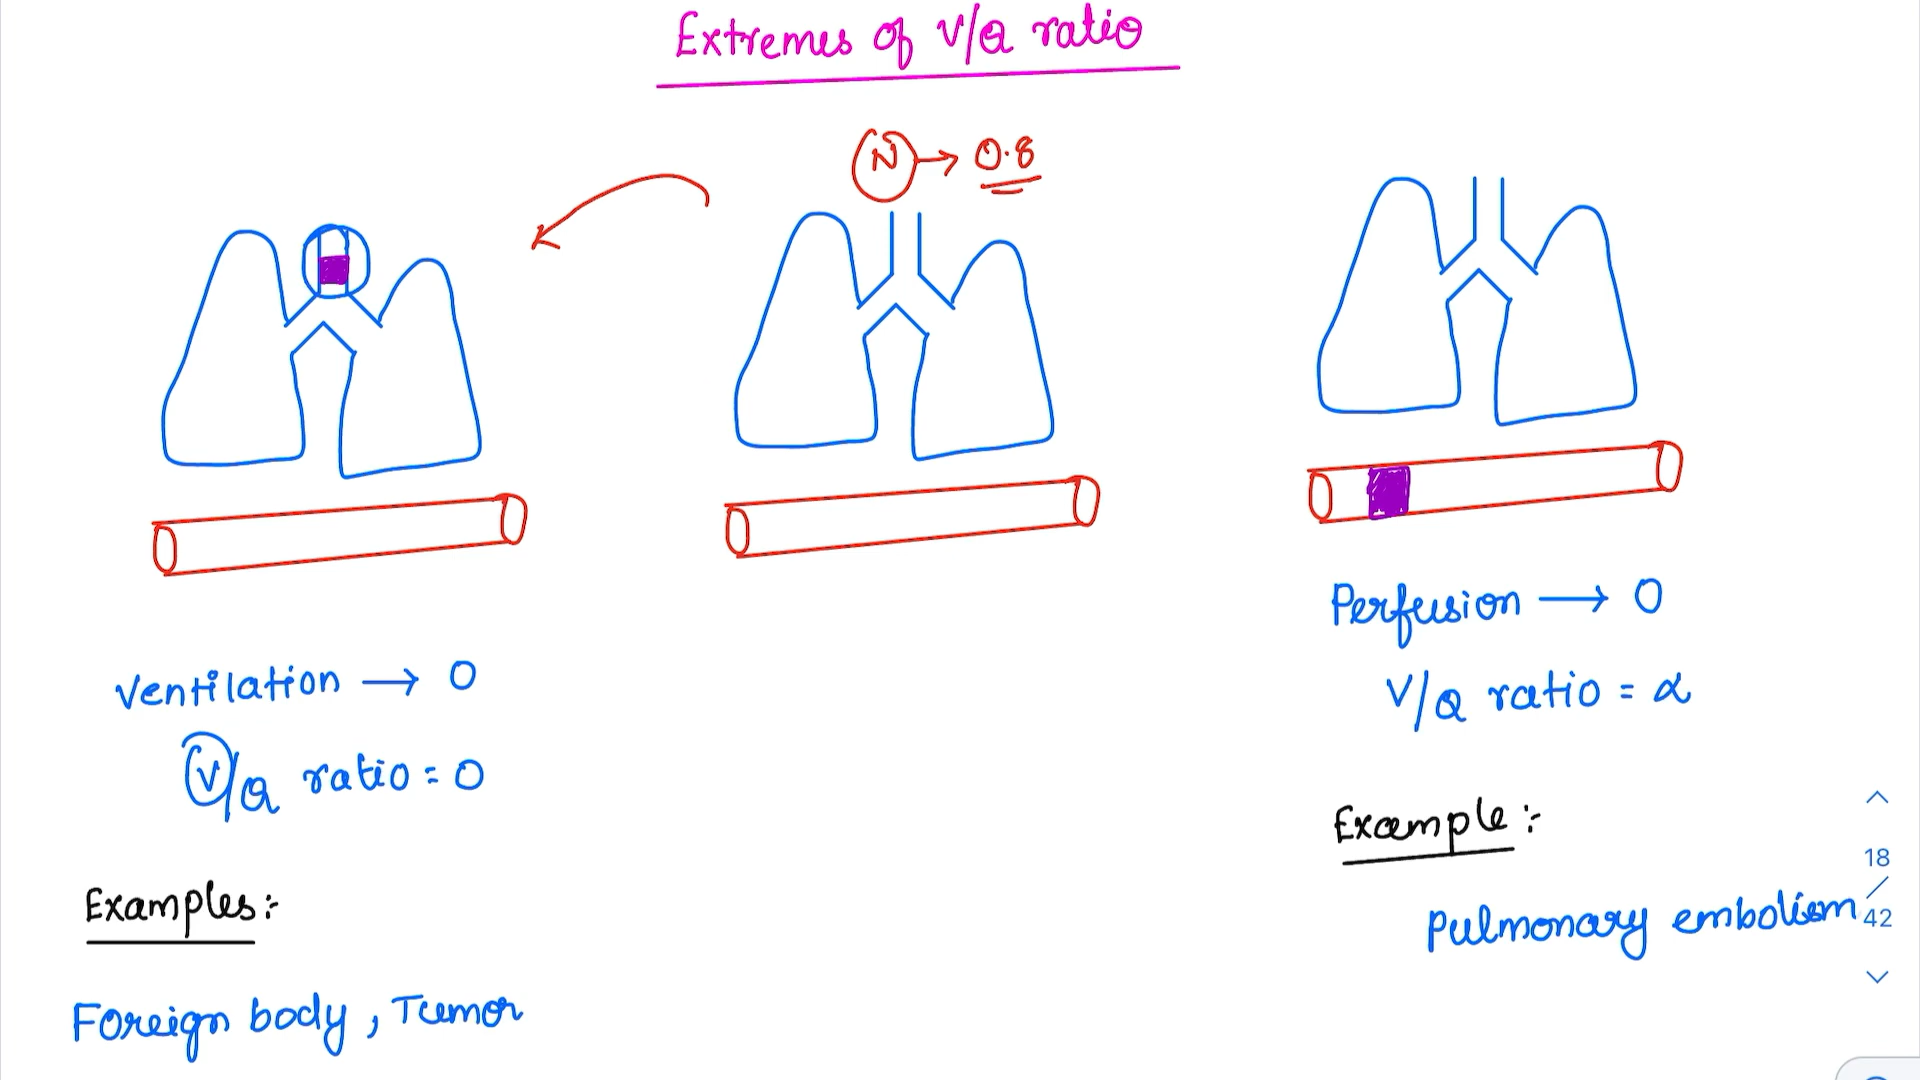 Extremes of V/Q ratio
N → 0.8
Ventilation → 0
V/Q ratio = 0
Examples:
Foreign body, Tumor
Perfusion → 0
V/Q ratio = α
Example:
Pulmonary embolism
18
/
42